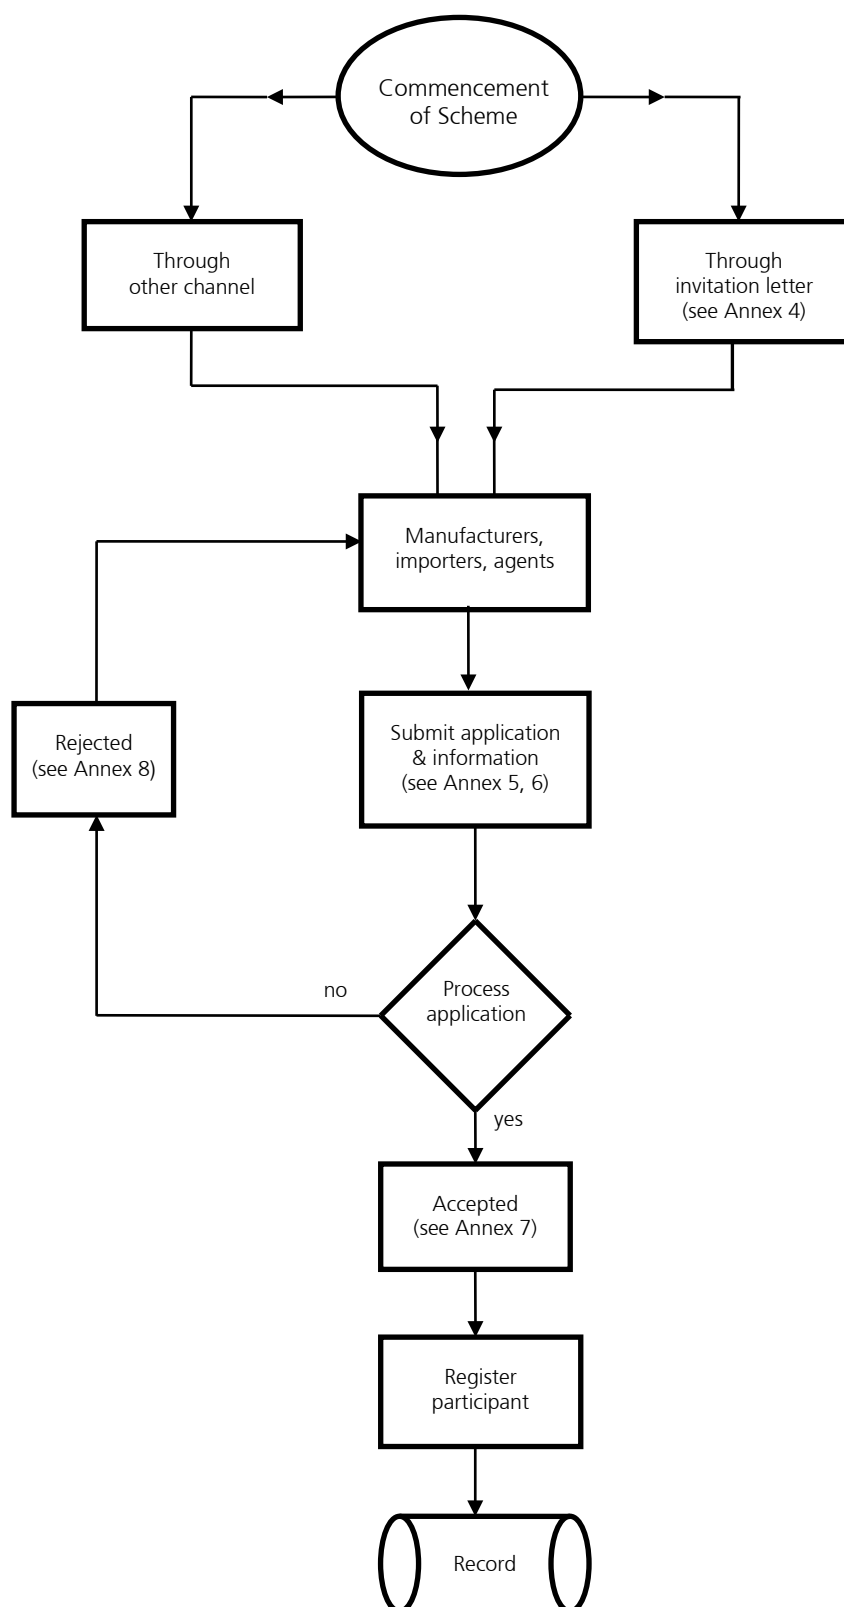 Commencement
of Scheme
Through
other channel
Through
invitation letter
(see Annex 4)
Manufacturers,
importers, agents
Rejected
(see Annex 8)
Submit application
& information
(see Annex 5, 6)
no
Process
application
yes
Accepted
(see Annex 7)
Register
participant
Record